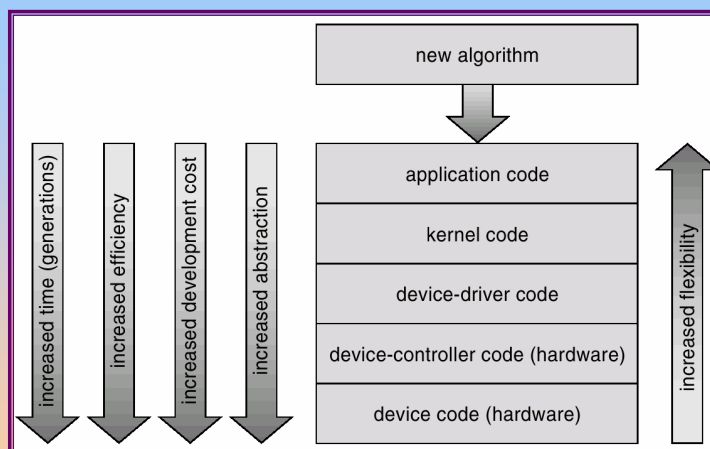 new algorithm
increased time (generations)
increased efficiency
increased development cost
increased abstraction
application code
kernel code
device-driver code
device-controller code (hardware)
device code (hardware)
increased flexibility